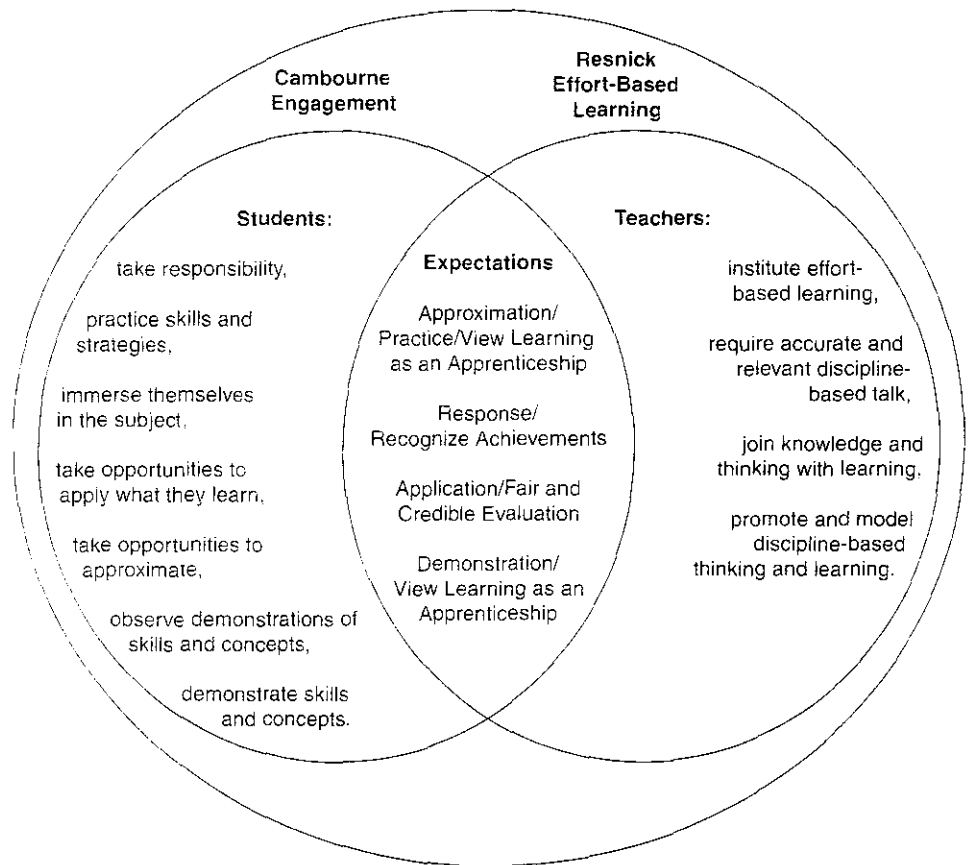 Cambourne
Engagement
Resnick
Effort-Based
Learning
Students:
take responsibility,
practice skills and
strategies,
immerse themselves
in the subject,
take opportunities to
apply what they learn,
take opportunities to
approximate,
observe demonstrations of
skills and concepts,
demonstrate skills
and concepts.
Expectations
Approximation/
Practice/View Learning
as an Apprenticeship
Response/
Recognize Achievements
Application/Fair and
Credible Evaluation
Demonstration/
View Learning as an
Apprenticeship
Teachers:
institute effort-
based learning,
require accurate and
relevant discipline-
based talk,
join knowledge and
thinking with learning,
promote and model
discipline-based
thinking and learning.